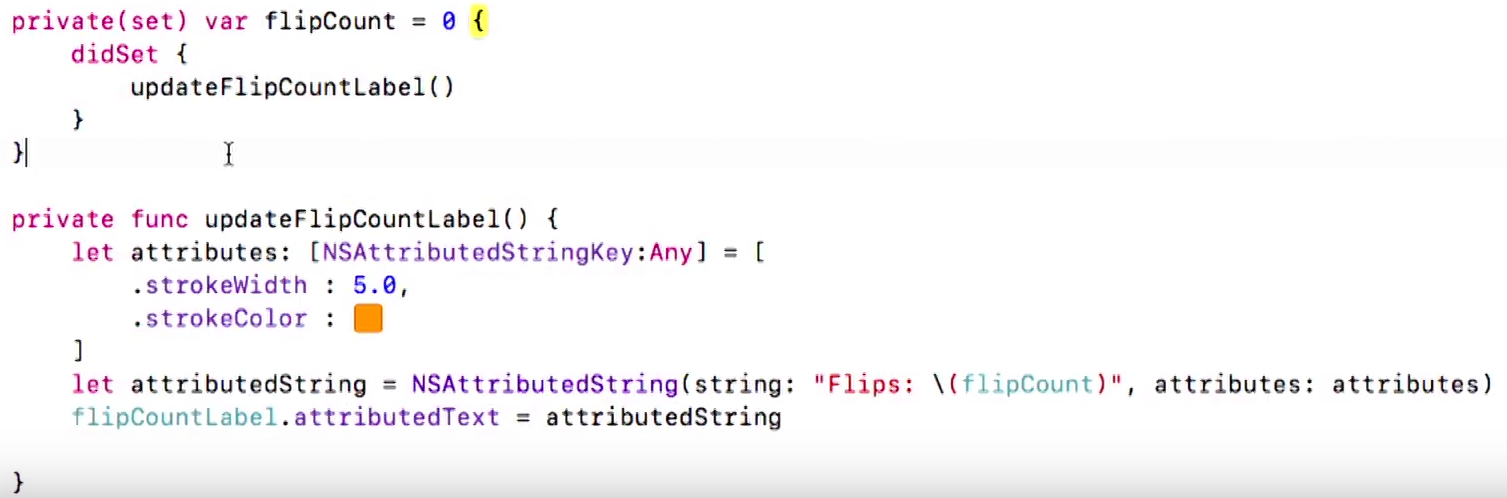 private(set) var flipCount = 0 {
    didSet {
        updateFlipCountLabel()
    }
}
private func updateFlipCountLabel() {
    let attributes: [NSAttributedStringKey:Any] = [
        .strokeWidth : 5.0,
        .strokeColor :
    ]
    let attributedString = NSAttributedString(string: "Flips: \(flipCount)", attributes: attributes)
    flipCountLabel.attributedText = attributedString
}